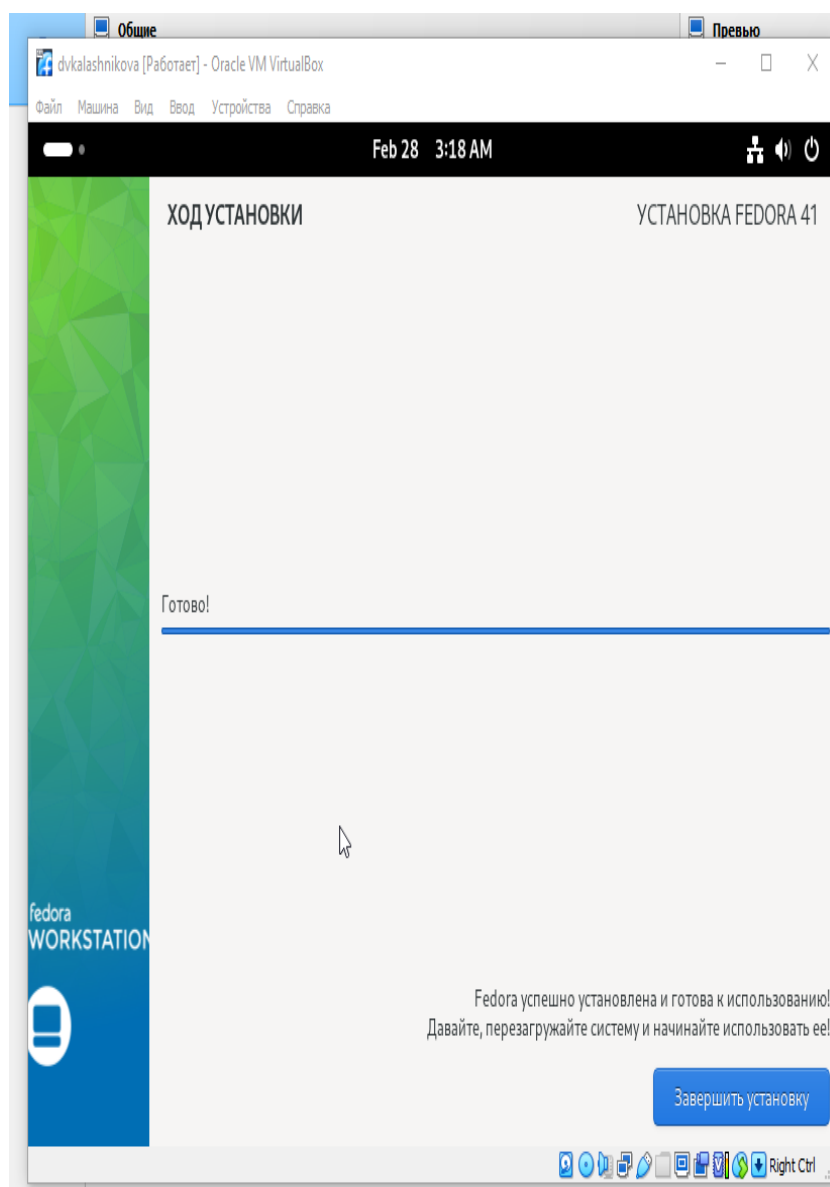 Общие
Превью
dvkalashnikova [Работает] - Oracle VM VirtualBox
Файл Машина Вид Ввод Устройства Справка
Feb 28 3:18 AM
ХОД УСТАНОВКИ
УСТАНОВКА FEDORA 41
Готово!
fedora
WORKSTATION
Fedora успешно установлена и готова к использованию!
Давайте, перезагружайте систему и начинайте использовать ее!
Завершить установку
Right Ctrl